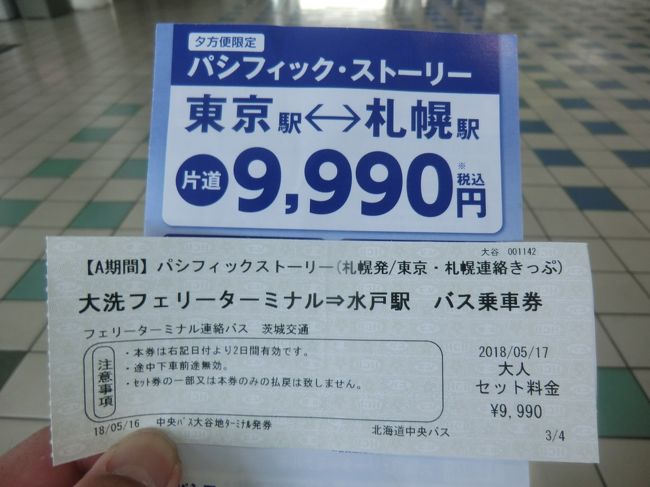 夕方便限定
パシフィック・ストーリー
東京駅↔札幌駅
片道 9,990円 ※税込
大谷 001142
【A期間】パシフィックストーリー(札幌発/東京・札幌連絡きっぷ)
大洗フェリーターミナル⇒水戸駅 バス乗車券
フェリーターミナル連絡バス 茨城交通
注意事項
・本券は右記日付より2日間有効です。
・途中下車前途無効。
・セット券の一部又は本券のみの払戻は致しません。
2018/05/17
大人
セット料金
¥9,990
18/05/16 中央バス大谷地ターミナル発券 北海道中央バス 3/4